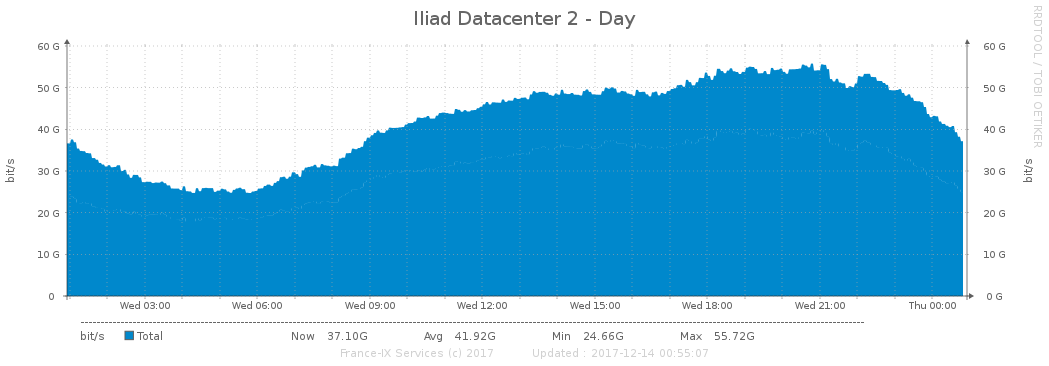 Iliad Datacenter 2 - Day
RRDTOOL / TOBI OETIKER
60 G 60 G
50 G 50 G
40 G 40 G
30 G 30 G
20 G 20 G
10 G 10 G
0 0 G
bit/s bit/s
Wed 03:00 Wed 06:00 Wed 09:00 Wed 12:00 Wed 15:00 Wed 18:00 Wed 21:00 Thu 00:00
bit/s Total Now 37.10G Avg 41.92G Min 24.66G Max 55.72G
France-IX Services (c) 2017 Updated : 2017-12-14 00:55:07